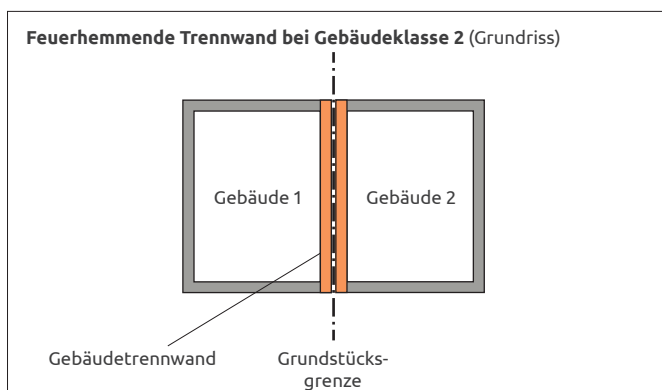 Feuerhemmende Trennwand bei Gebäudeklasse 2 (Grundriss)
Gebäude 1
Gebäude 2
Gebäudetrennwand
Grundstücks-
grenze